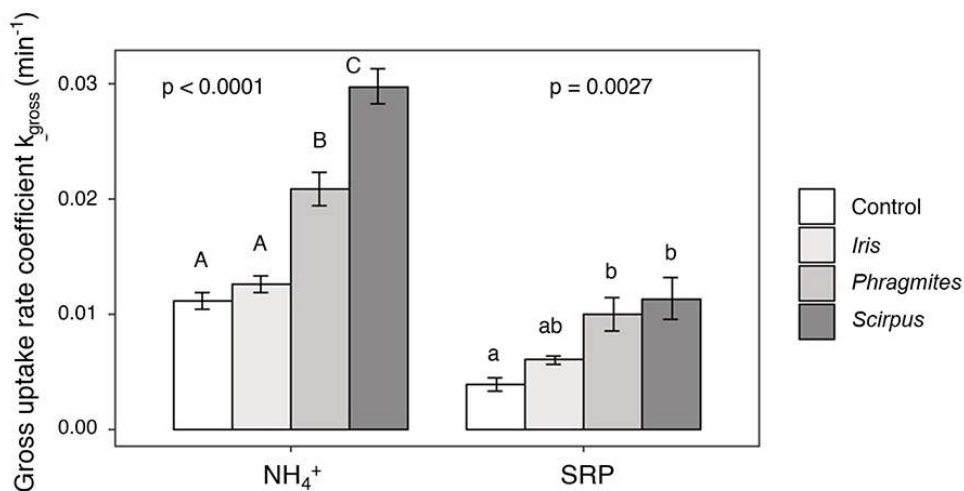 Gross uptake rate coefficient k_gross (min⁻¹)
0.03
0.02
0.01
0.00
p < 0.0001
p = 0.0027
A
A
B
C
a
ab
b
b
NH₄⁺
SRP
Control
Iris
Phragmites
Scirpus